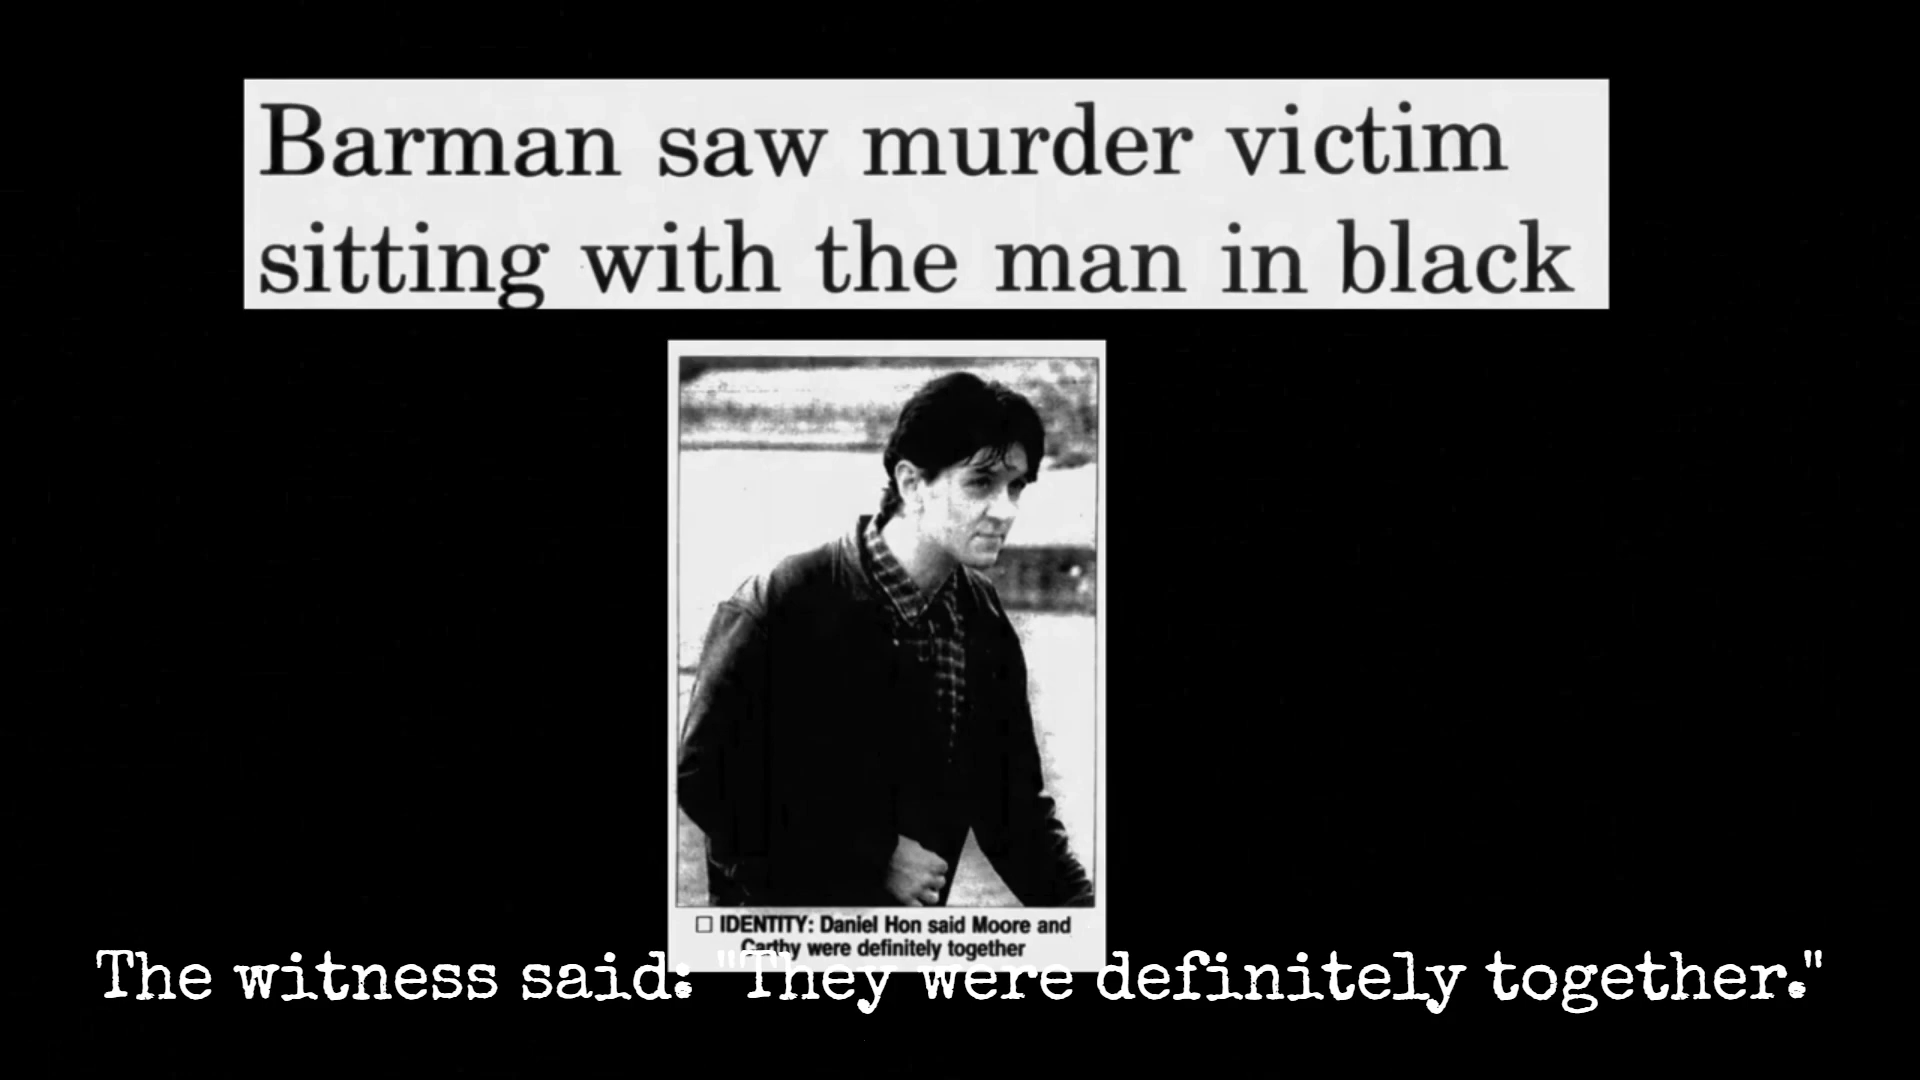 Barman saw murder victim
sitting with the man in black
☐ IDENTITY: Daniel Hon said Moore and
Carthy were definitely together
The witness said: "They were definitely together."